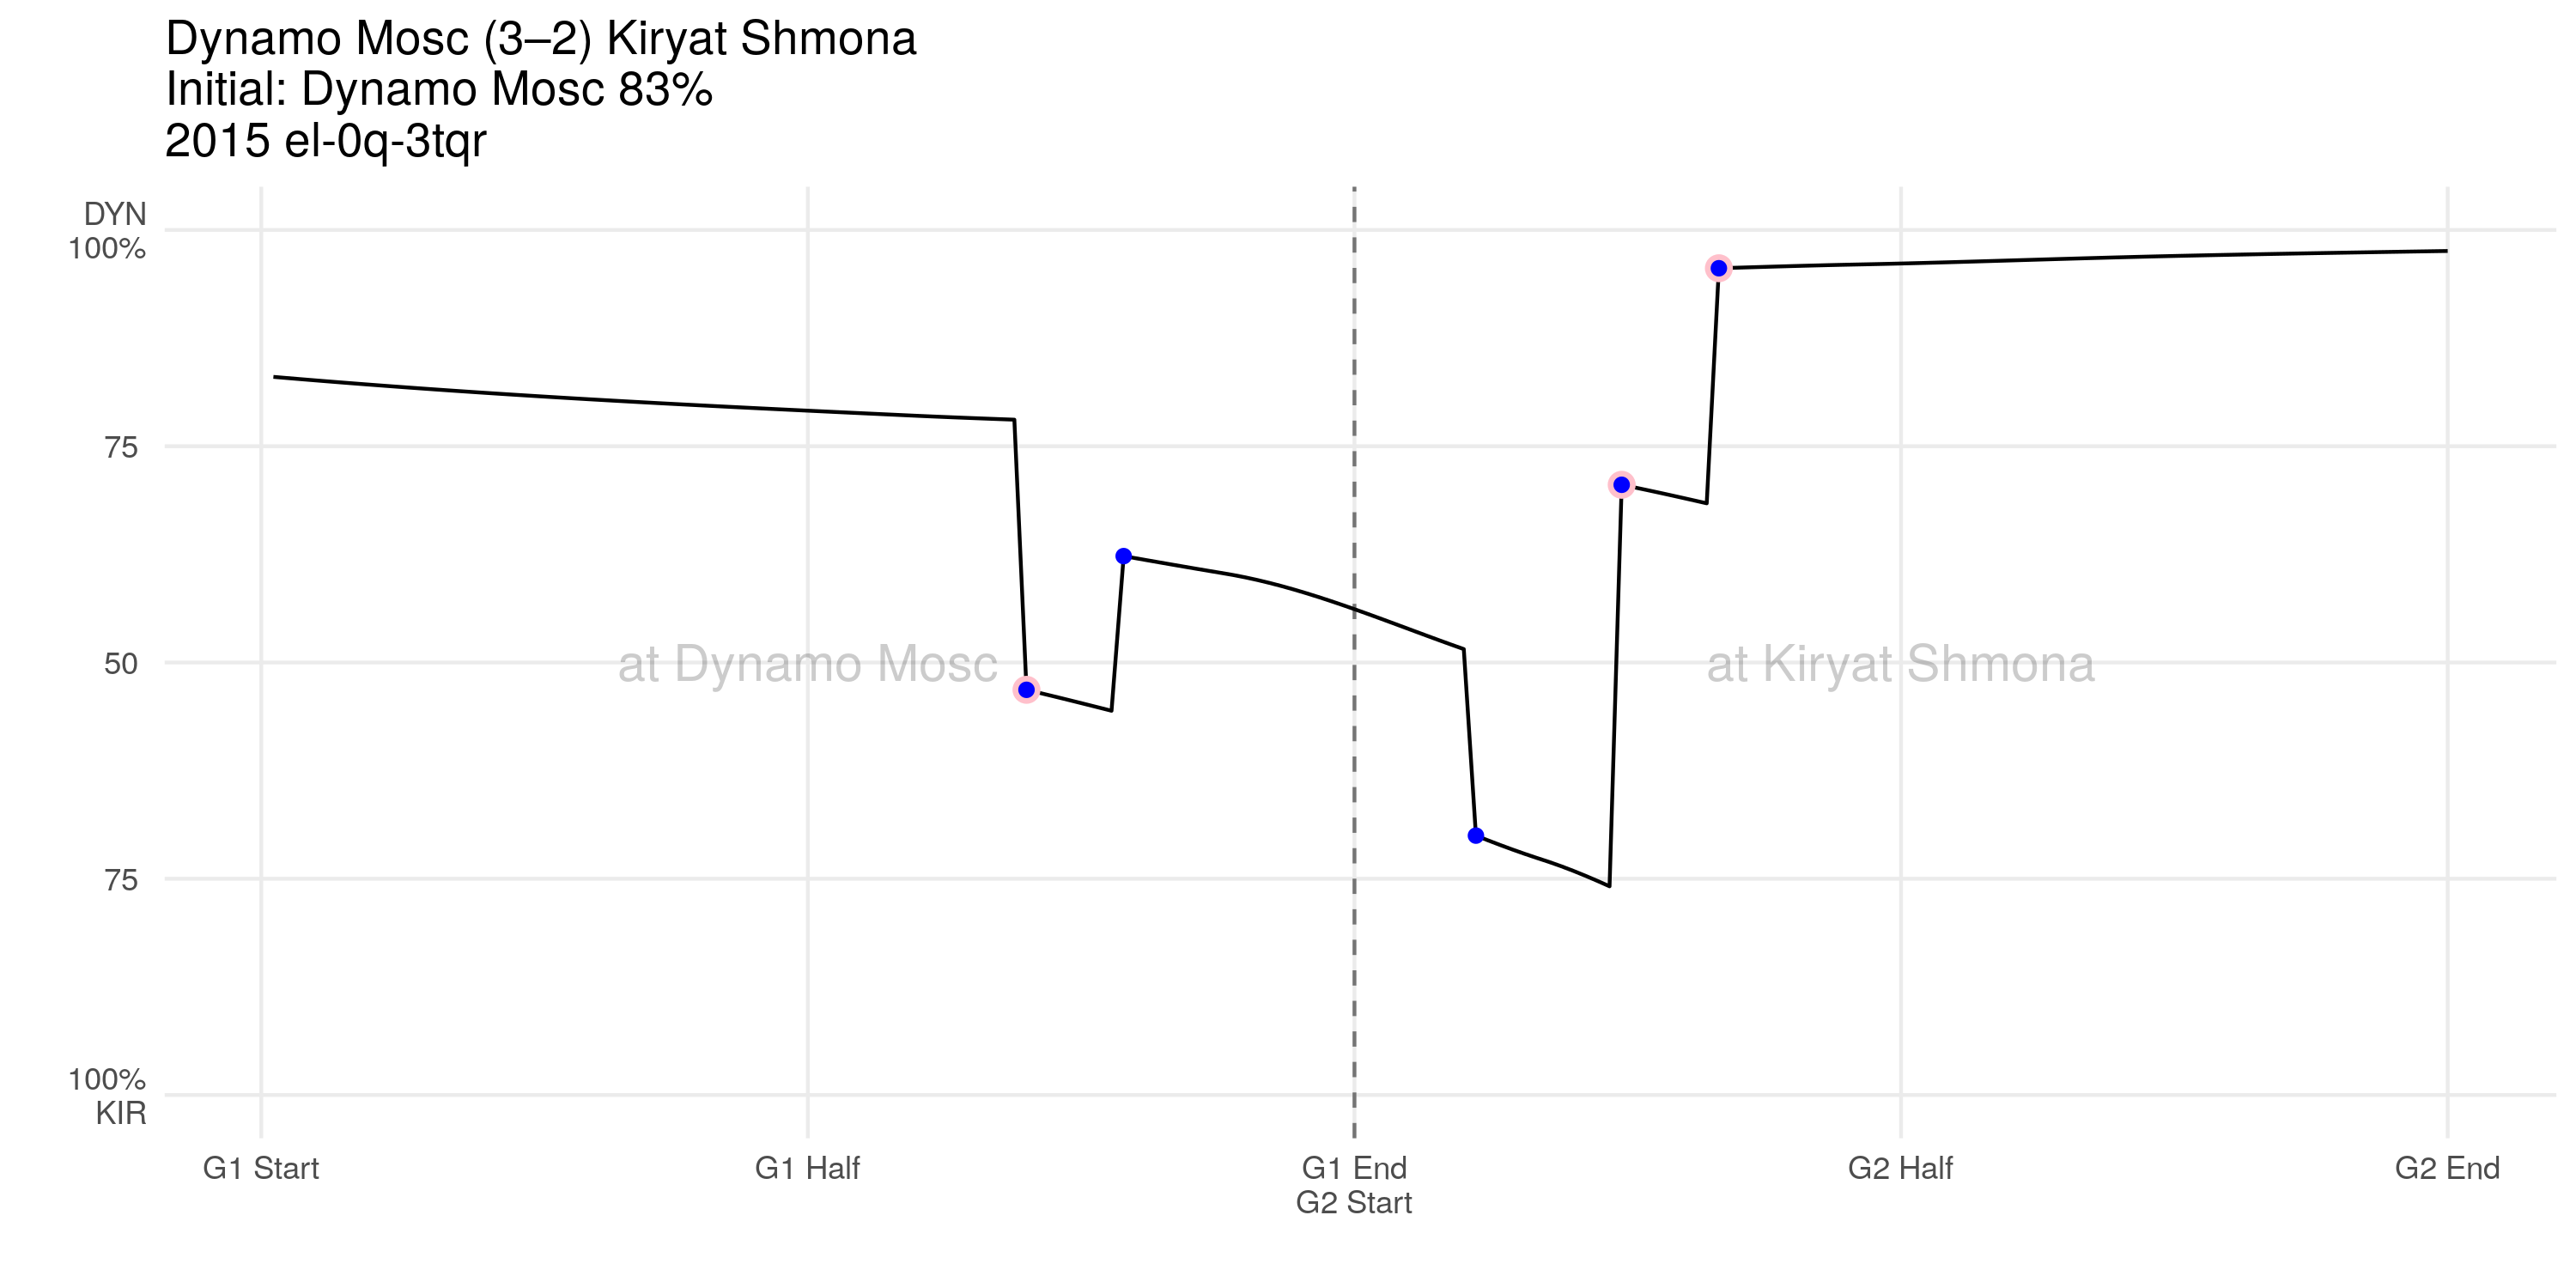 Dynamo Mosc (3–2) Kiryat Shmona
Initial: Dynamo Mosc 83%
2015 el-0q-3tqr
DYN
100%
75
50
75
100%
KIR
at Dynamo Mosc
at Kiryat Shmona
G1 Start
G1 Half
G1 End
G2 Start
G2 Half
G2 End